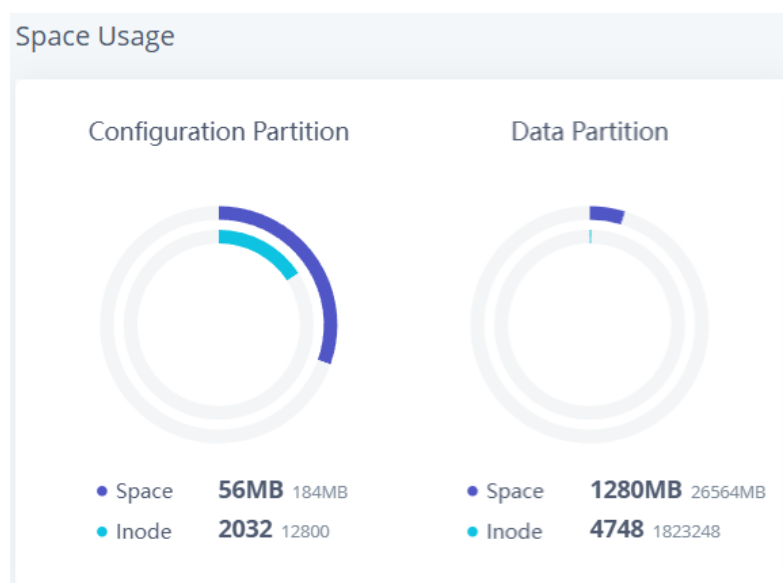 Space Usage
Configuration Partition
Space 56MB 184MB
Inode 2032 12800
Data Partition
Space 1280MB 26564MB
Inode 4748 1823248